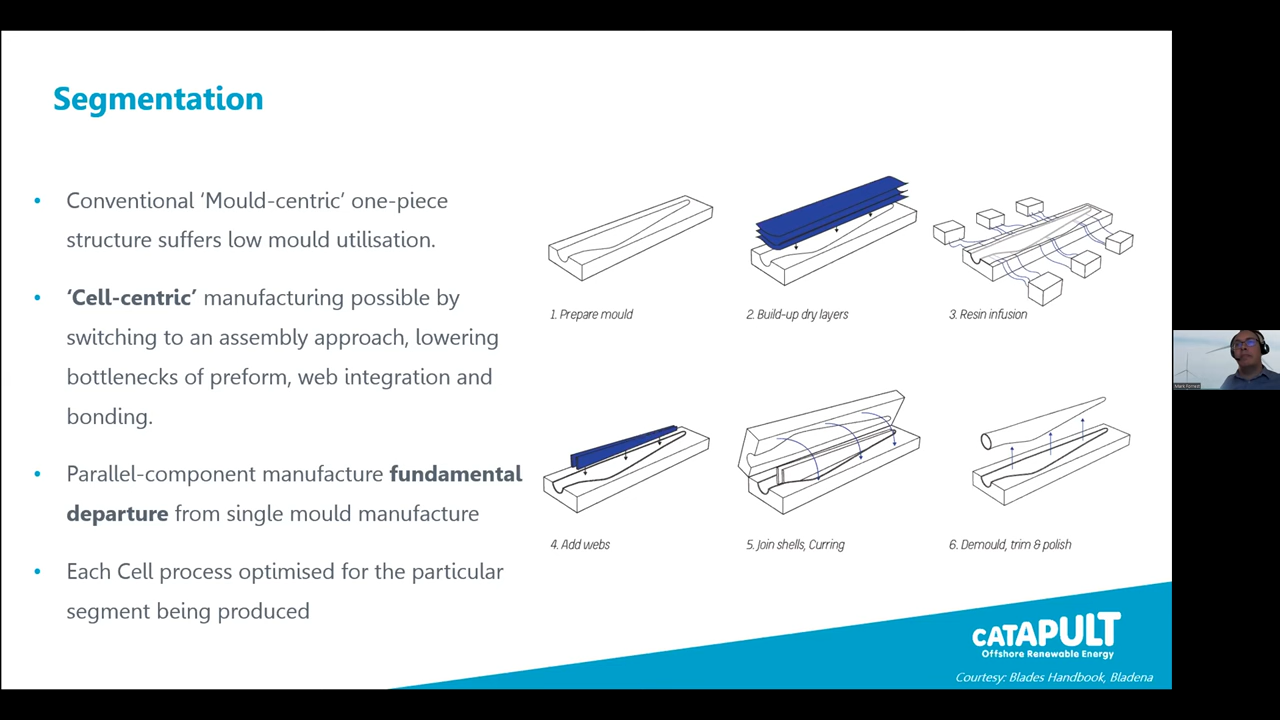 Segmentation
• Conventional ‘Mould-centric’ one-piece
structure suffers low mould utilisation.
• ‘Cell-centric’ manufacturing possible by
switching to an assembly approach, lowering
bottlenecks of preform, web integration and
bonding.
• Parallel-component manufacture fundamental
departure from single mould manufacture
• Each Cell process optimised for the particular
segment being produced
1. Prepare mould
2. Build-up dry layers
3. Resin infusion
4. Add webs
5. Join shells, Curring
6. Demould, trim & polish
CATAPULT
Offshore Renewable Energy
Courtesy: Blades Handbook, Bladena